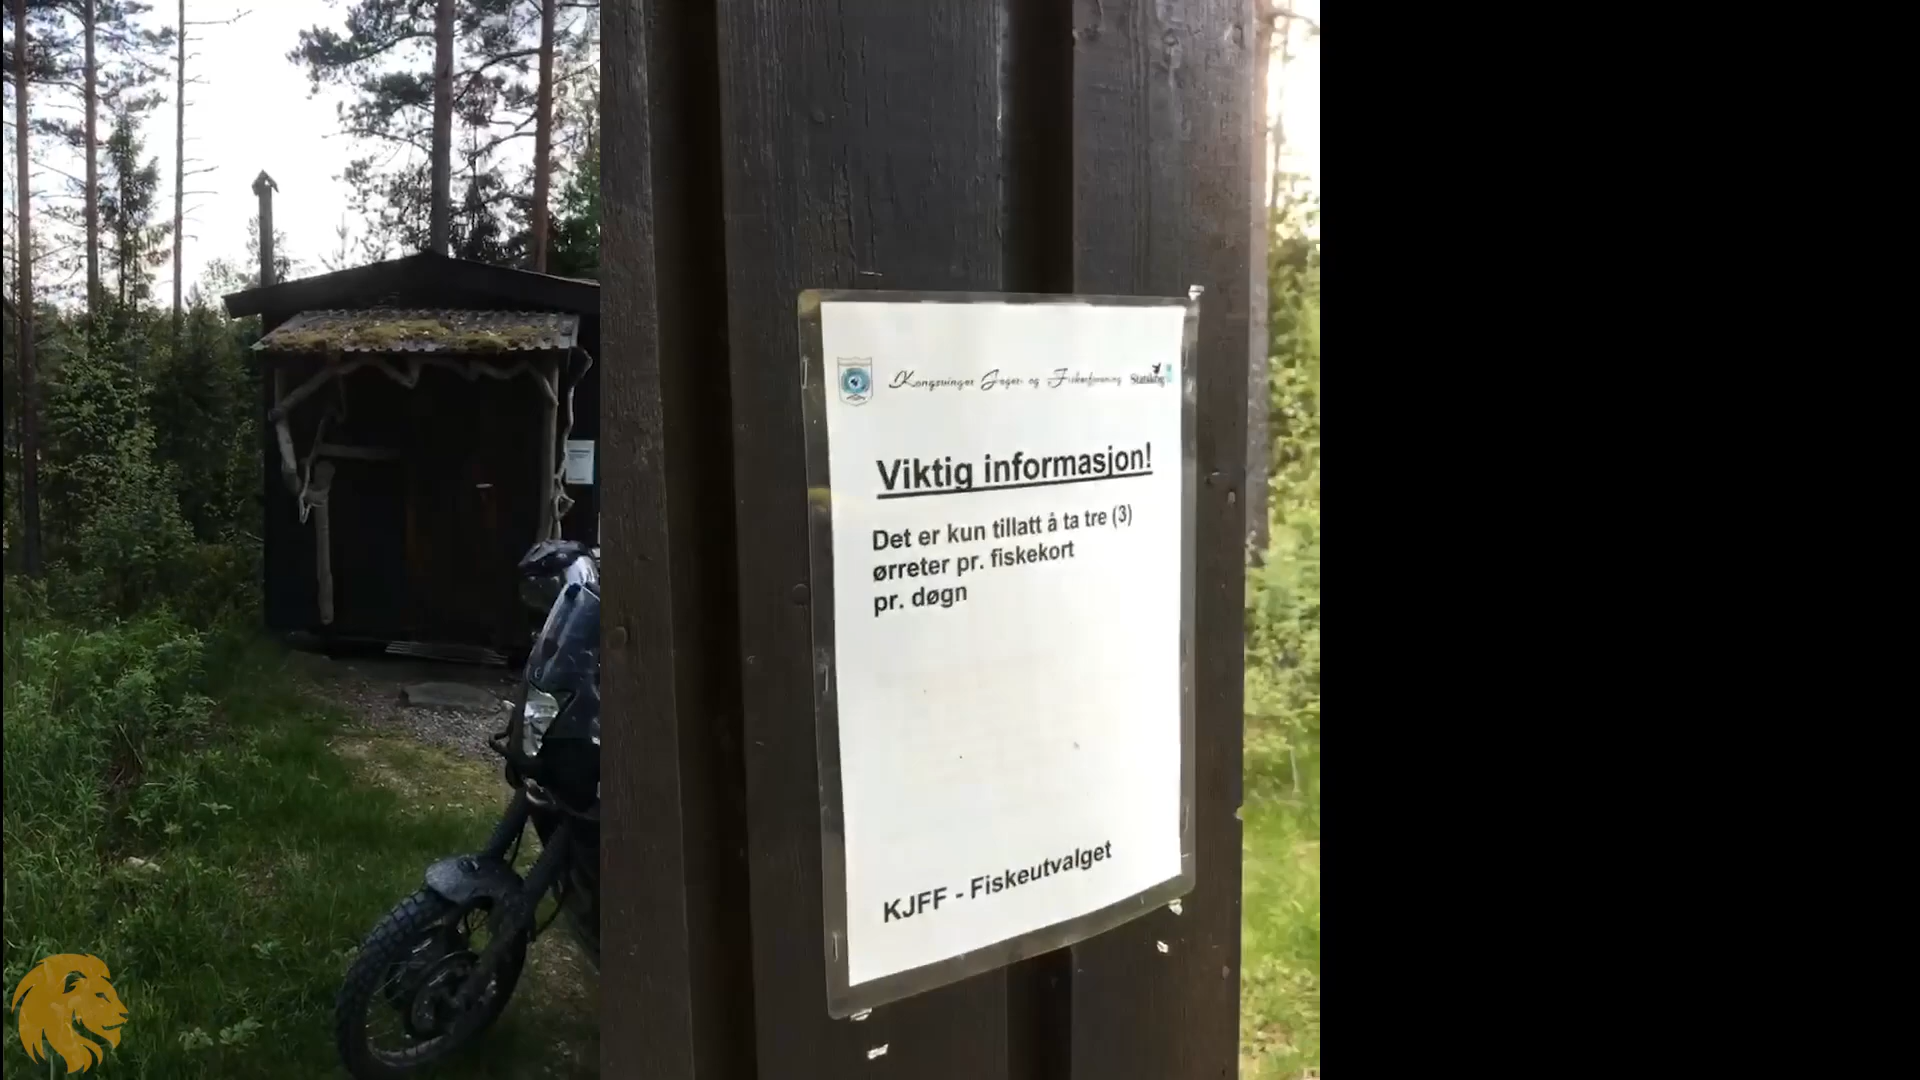 Kongsvinger Jeger- og Fiskerforening Statskog
Viktig informasjon!
Det er kun tillatt å ta tre (3)
ørreter pr. fiskekort
pr. døgn
KJFF - Fiskeutvalget